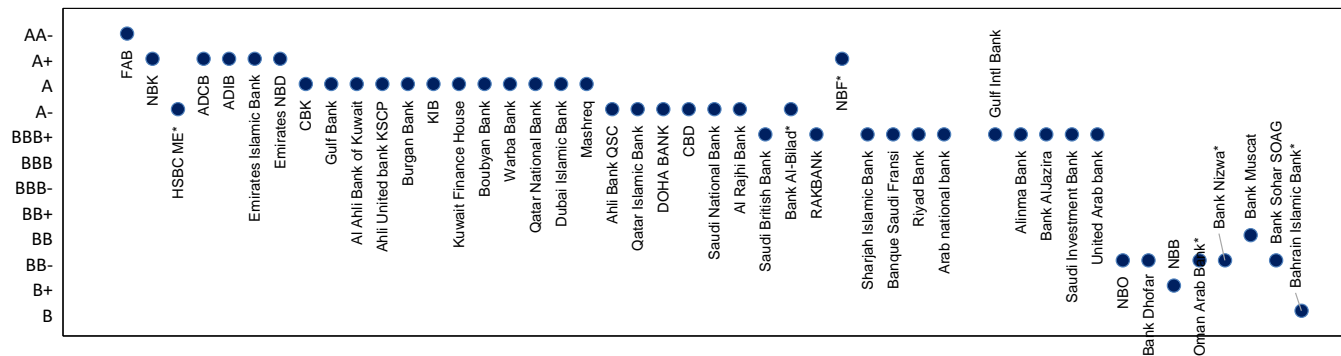 AA-
A+
A
A-
BBB+
BBB
BBB-
BB+
BB
BB-
B+
B
FAB
NBK
HSBC ME*
ADCB
ADIB
Emirates Islamic Bank
Emirates NBD
CBK
Gulf Bank
Al Ahli Bank of Kuwait
Ahli United bank KSCP
Burgan Bank
KIB
Kuwait Finance House
Boubyan Bank
Warba Bank
Qatar National Bank
Dubai Islamic Bank
Mashreq
Ahli Bank QSC
Qatar Islamic Bank
DOHA BANK
CBD
Saudi National Bank
Al Rajhi Bank
Saudi British Bank
Bank Al-Bilad*
RAKBANk
NBF*
Sharjah Islamic Bank
Banque Saudi Fransi
Riyad Bank
Arab national bank
Gulf Intl Bank
Alinma Bank
Bank AlJazira
Saudi Investment Bank
United Arab bank
NBO
Bank Dhofar
NBB
Oman Arab Bank*
Bank Nizwa*
Bank Muscat
Bank Sohar SOAG
Bahrain Islamic Bank*